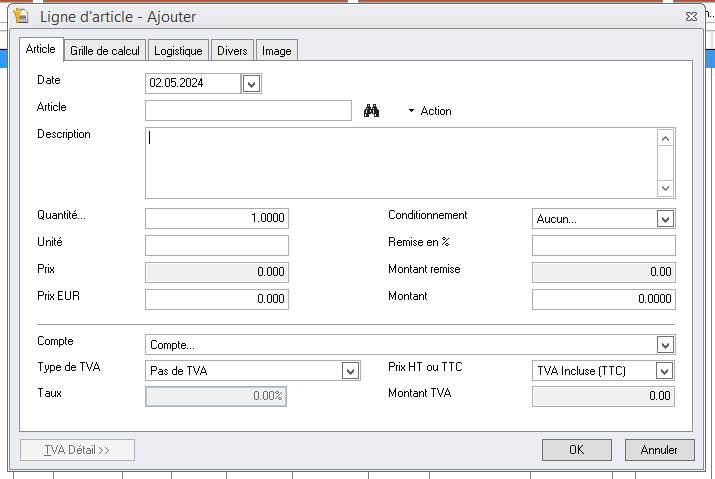 Ligne d'article - Ajouter
Article Grille de calcul Logistique Divers Image
Date 02.05.2024
Article Action
Description
Quantité... 1.0000 Conditionnement Aucun...
Unité Remise en %
Prix 0.000 Montant remise 0.00
Prix EUR 0.000 Montant 0.0000
Compte Compte...
Type de TVA Pas de TVA Prix HT ou TTC TVA Incluse (TTC)
Taux 0.00% Montant TVA 0.00
TVA Détail >> OK Annuler